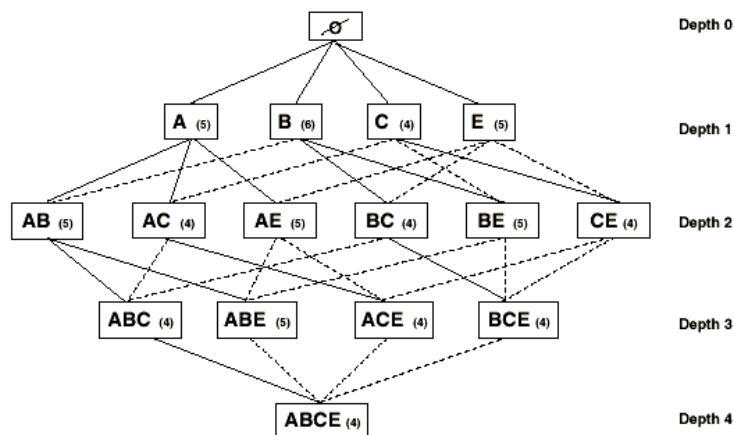 Ø Depth 0
A (5) B (6) C (4) E (5) Depth 1
AB (5) AC (4) AE (5) BC (4) BE (5) CE (4) Depth 2
ABC (4) ABE (5) ACE (4) BCE (4) Depth 3
ABCE (4) Depth 4